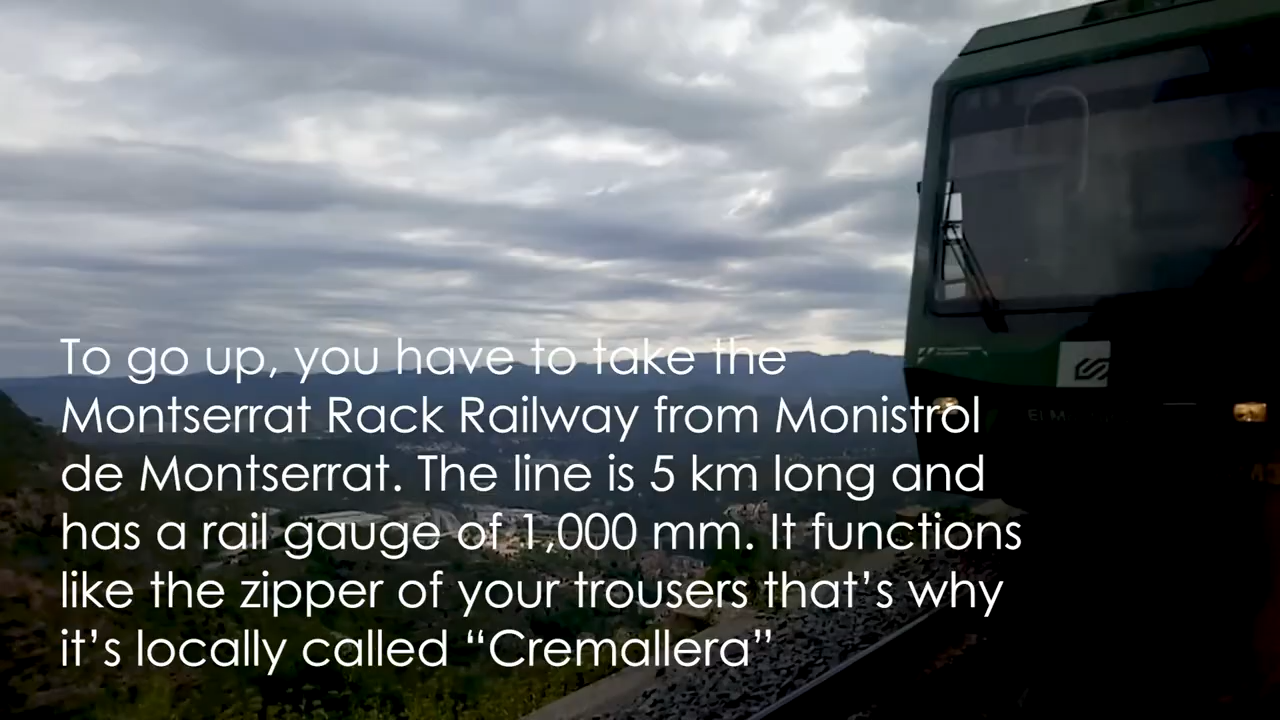 To go up, you have to take the
Montserrat Rack Railway from Monistrol
de Montserrat. The line is 5 km long and
has a rail gauge of 1,000 mm. It functions
like the zipper of your trousers that’s why
it’s locally called “Cremallera”